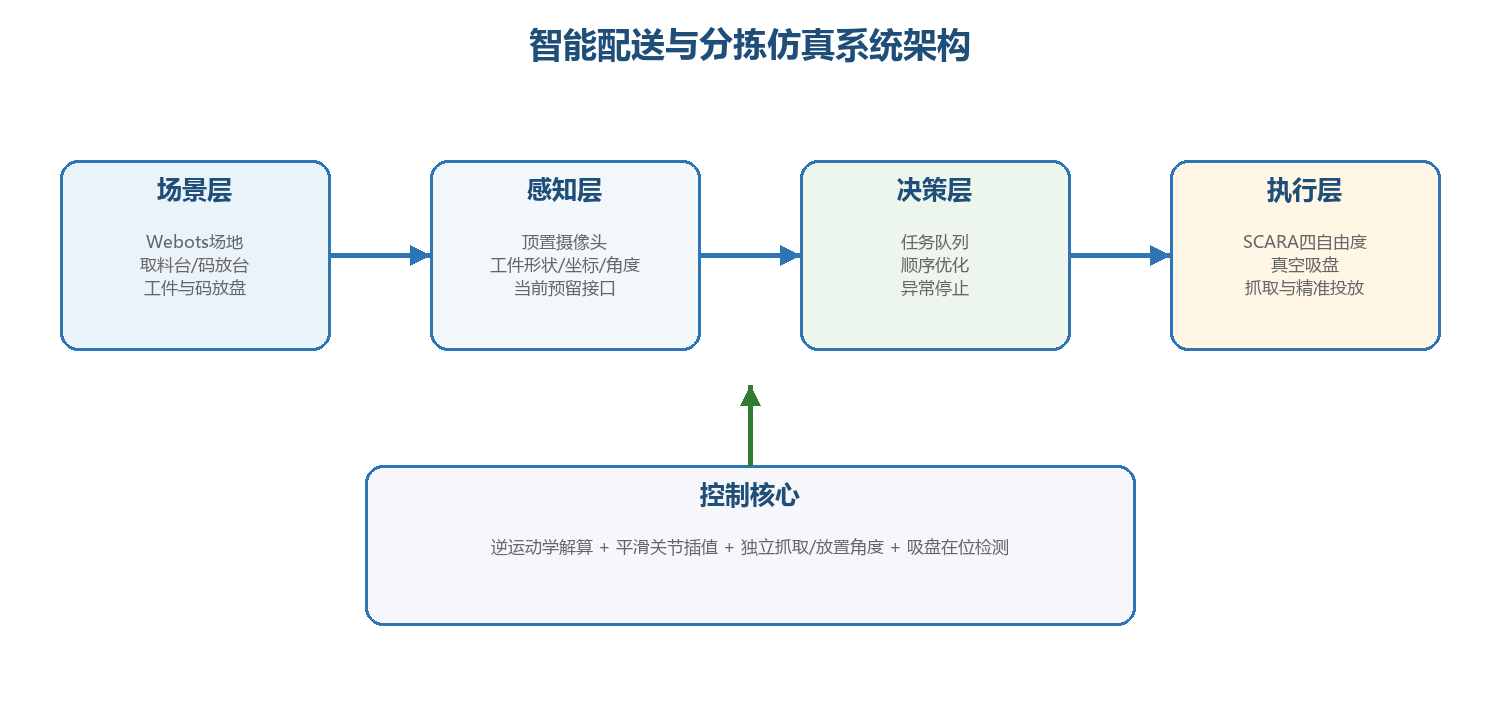 智能配送与分拣仿真系统架构
场景层
Webots场地
取料台/码放台
工件与码放盘
感知层
顶置摄像头
工件形状/坐标/角度
当前预留接口
决策层
任务队列
顺序优化
异常停止
执行层
SCARA四自由度
真空吸盘
抓取与精准投放
控制核心
逆运动学解算 + 平滑关节插值 + 独立抓取/放置角度 + 吸盘在位检测